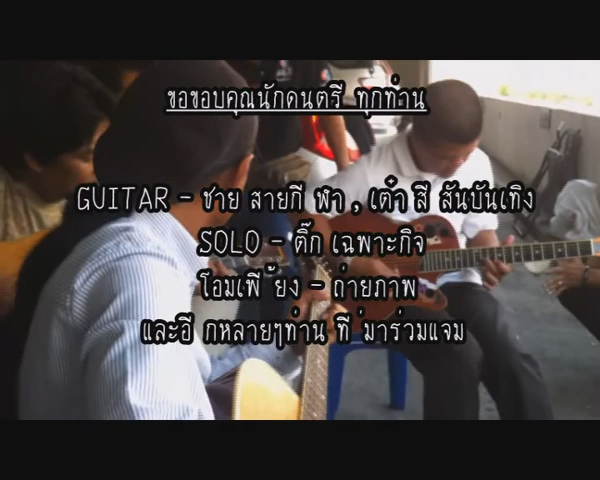 ขอขอบคุณนักดนตรี ทุกท่าน
GUITAR - ชาย สายกี ฬา , เต๋า สี สันบันเทิง
SOLO - ติ๊ก เฉพาะกิจ
โอมเพี ้ยง - ถ่ายภาพ
และอี กหลายๆท่าน ที ่มาร่วมแจม